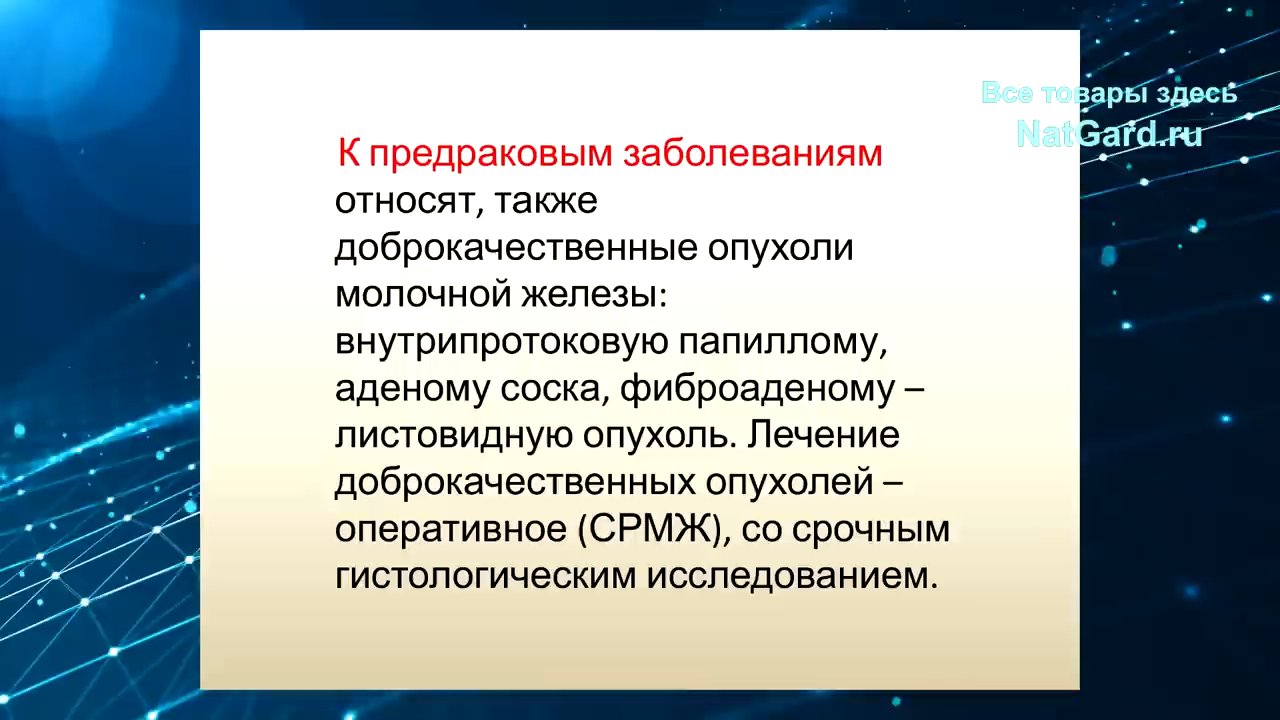 Все товары здесь
NatGard.ru
К предраковым заболеваниям
относят, также
доброкачественные опухоли
молочной железы:
внутрипротоковую папиллому,
аденому соска, фиброаденому –
листовидную опухоль. Лечение
доброкачественных опухолей –
оперативное (СРМЖ), со срочным
гистологическим исследованием.